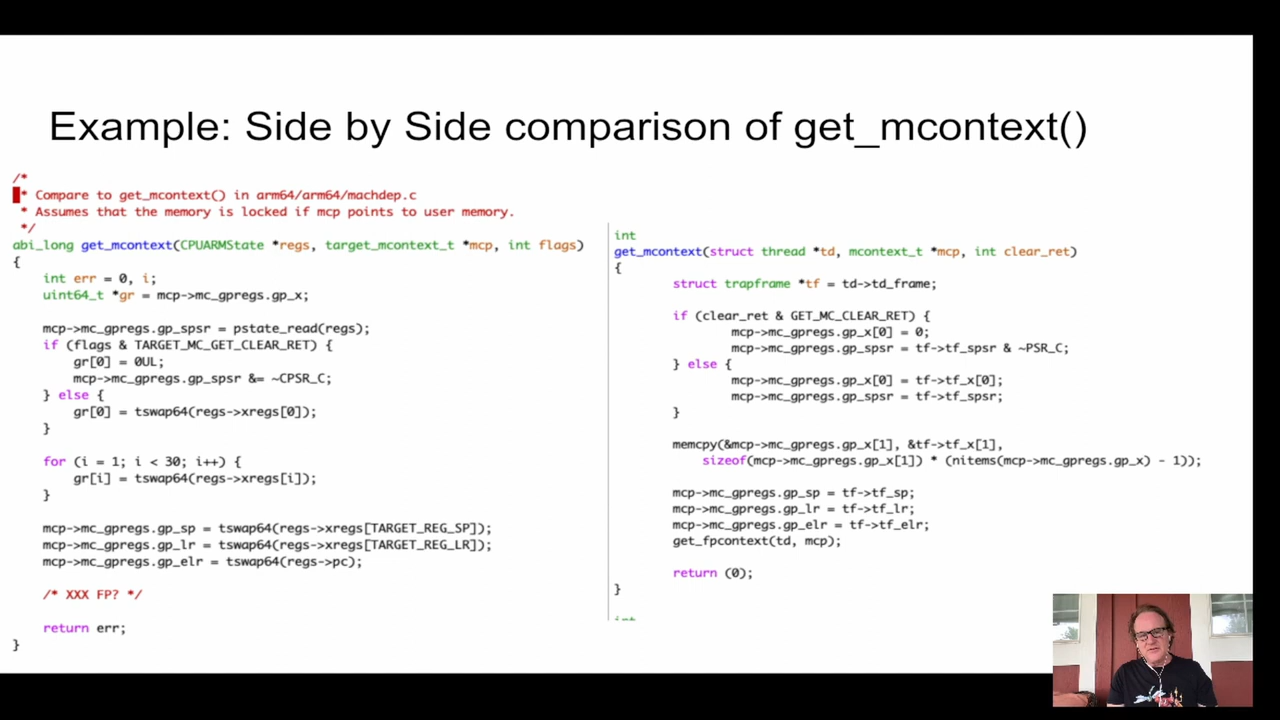 Example: Side by Side comparison of get_mcontext()
/*
* Compare to get_mcontext() in arm64/arm64/machdep.c
* Assumes that the memory is locked if mcp points to user memory.
*/
abi_long get_mcontext(CPUARMState *regs, target_mcontext_t *mcp, int flags)
{
int err = 0, i;
uint64_t *gr = mcp->mc_gpregs.gp_x;
mcp->mc_gpregs.gp_spsr = pstate_read(regs);
if (flags & TARGET_MC_GET_CLEAR_RET) {
gr[0] = 0UL;
mcp->mc_gpregs.gp_spsr &= ~CPSR_C;
} else {
gr[0] = tswap64(regs->xregs[0]);
}
for (i = 1; i < 30; i++) {
gr[i] = tswap64(regs->xregs[i]);
}
mcp->mc_gpregs.gp_sp = tswap64(regs->xregs[TARGET_REG_SP]);
mcp->mc_gpregs.gp_lr = tswap64(regs->xregs[TARGET_REG_LR]);
mcp->mc_gpregs.gp_elr = tswap64(regs->pc);
/* XXX FP? */
return err;
}
int
get_mcontext(struct thread *td, mcontext_t *mcp, int clear_ret)
{
struct trapframe *tf = td->td_frame;
if (clear_ret & GET_MC_CLEAR_RET) {
mcp->mc_gpregs.gp_x[0] = 0;
mcp->mc_gpregs.gp_spsr = tf->tf_spsr & ~PSR_C;
} else {
mcp->mc_gpregs.gp_x[0] = tf->tf_x[0];
mcp->mc_gpregs.gp_spsr = tf->tf_spsr;
}
memcpy(&mcp->mc_gpregs.gp_x[1], &tf->tf_x[1],
sizeof(mcp->mc_gpregs.gp_x[1]) * (nitems(mcp->mc_gpregs.gp_x) - 1));
mcp->mc_gpregs.gp_sp = tf->tf_sp;
mcp->mc_gpregs.gp_lr = tf->tf_lr;
mcp->mc_gpregs.gp_elr = tf->tf_elr;
get_fpcontext(td, mcp);
return (0);
}